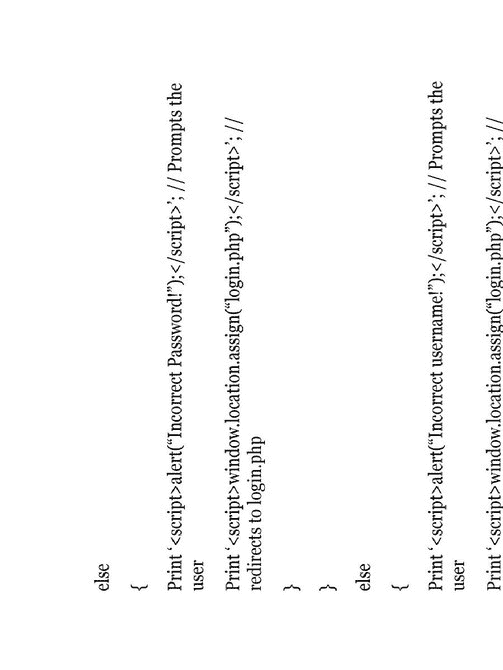 else
{
Print ‘<script>alert(“Incorrect Password!”);</script>’; // Prompts the
user
Print ‘<script>window.location.assign(“login.php”);</script>’; //
redirects to login.php
}
}
else
{
Print ‘<script>alert(“Incorrect username!”);</script>’; // Prompts the
user
Print ‘<script>window.location.assign(“login.php”);</script>’; //